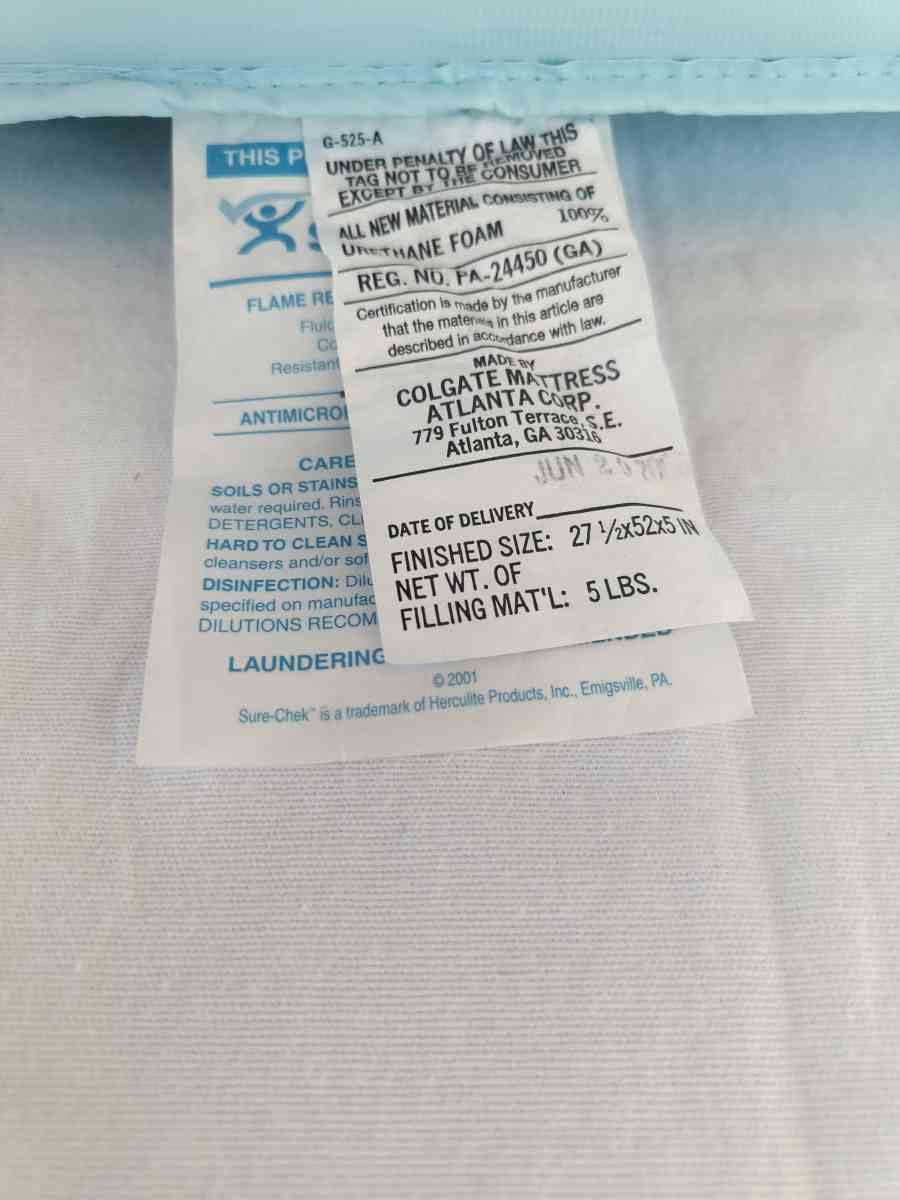 G-525-A
UNDER PENALTY OF LAW THIS
TAG NOT TO BE REMOVED
EXCEPT BY THE CONSUMER
ALL NEW MATERIAL CONSISTING OF
100%
URETHANE FOAM
REG. NO. PA-24450 (GA)
Certification is made by the manufacturer
that the materials in this article are
described in accordance with law.
MADE BY
COLGATE MATTRESS
ATLANTA CORP.
779 Fulton Terrace, S.E.
Atlanta, GA 30316
JUN
DATE OF DELIVERY
FINISHED SIZE: 27 1/2x52x5 IN
NET WT. OF
FILLING MAT'L: 5 LBS.
THIS P
S
FLAME RE
Fluid
Co
Resistant
ANTIMICRO
CARE
SOILS OR STAINS
water required. Rins
DETERGENTS, CL
HARD TO CLEAN S
cleansers and/or sol
DISINFECTION: Dilu
specified on manufac
DILUTIONS RECOM
LAUNDERING
© 2001
Sure-Chek™ is a trademark of Herculite Products, Inc., Emigsville, PA.